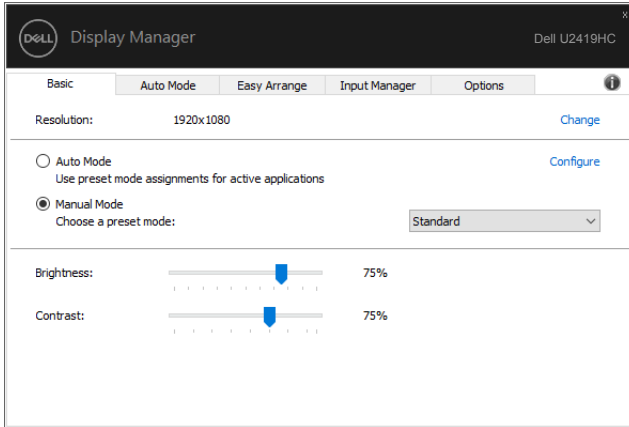 x
DELL Display Manager Dell U2419HC
Basic Auto Mode Easy Arrange Input Manager Options i
Resolution: 1920x1080 Change
Auto Mode Configure
Use preset mode assignments for active applications
Manual Mode
Choose a preset mode: Standard
Brightness: 75%
Contrast: 75%